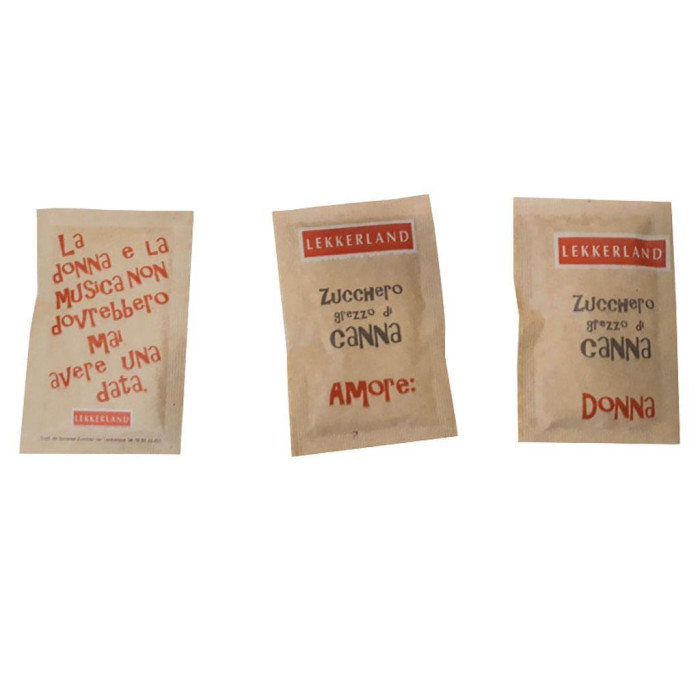 La
donna e la
musica non
dovrebbero
mai
avere una
data.
LEKKERLAND
LEKKERLAND
Zucchero
grezzo di
canna
Amore:
LEKKERLAND
Zucchero
grezzo di
canna
Donna